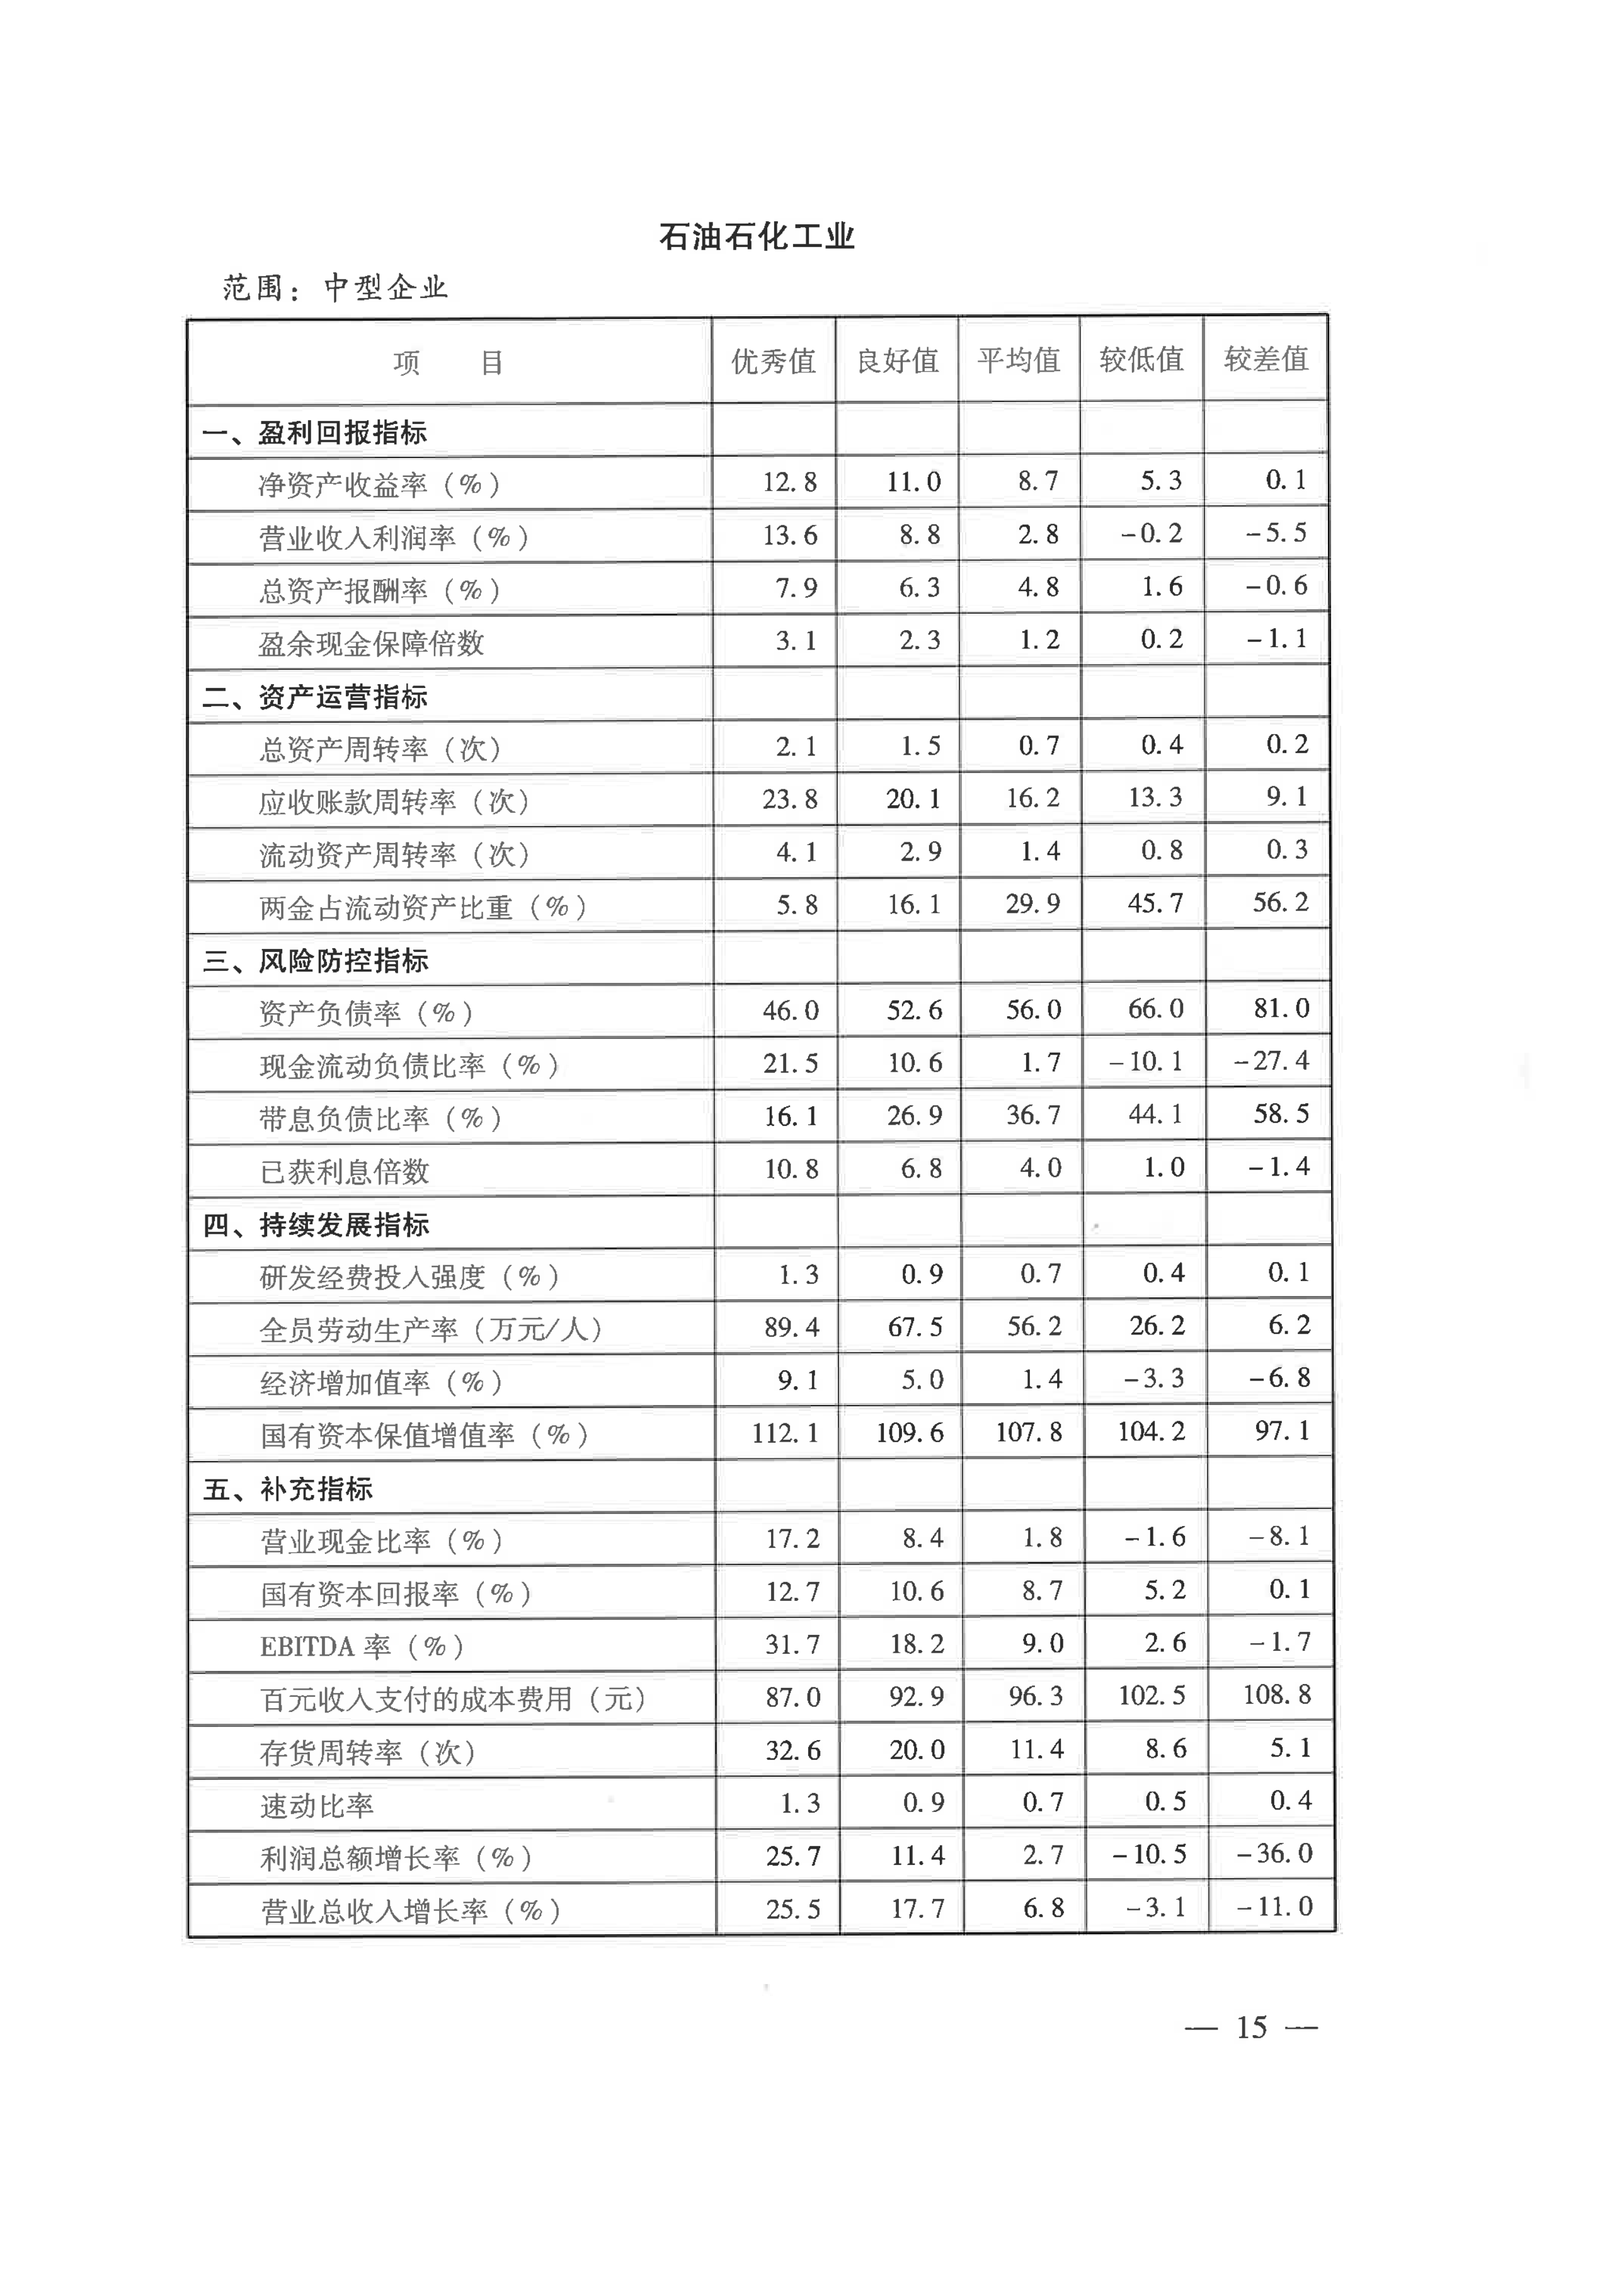 石油石化工业
范围：中型企业
项 目 优秀值 良好值 平均值 较低值 较差值
一、盈利回报指标
净资产收益率（%） 12.8 11.0 8.7 5.3 0.1
营业收入利润率（%） 13.6 8.8 2.8 -0.2 -5.5
总资产报酬率（%） 7.9 6.3 4.8 1.6 -0.6
盈余现金保障倍数 3.1 2.3 1.2 0.2 -1.1
二、资产运营指标
总资产周转率（次） 2.1 1.5 0.7 0.4 0.2
应收账款周转率（次） 23.8 20.1 16.2 13.3 9.1
流动资产周转率（次） 4.1 2.9 1.4 0.8 0.3
两金占流动资产比重（%） 5.8 16.1 29.9 45.7 56.2
三、风险防控指标
资产负债率（%） 46.0 52.6 56.0 66.0 81.0
现金流动负债比率（%） 21.5 10.6 1.7 -10.1 -27.4
带息负债比率（%） 16.1 26.9 36.7 44.1 58.5
已获利息倍数 10.8 6.8 4.0 1.0 -1.4
四、持续发展指标
研发经费投入强度（%） 1.3 0.9 0.7 0.4 0.1
全员劳动生产率（万元/人） 89.4 67.5 56.2 26.2 6.2
经济增加值率（%） 9.1 5.0 1.4 -3.3 -6.8
国有资本保值增值率（%） 112.1 109.6 107.8 104.2 97.1
五、补充指标
营业现金比率（%） 17.2 8.4 1.8 -1.6 -8.1
国有资本回报率（%） 12.7 10.6 8.7 5.2 0.1
EBITDA 率（%） 31.7 18.2 9.0 2.6 -1.7
百元收入支付的成本费用（元） 87.0 92.9 96.3 102.5 108.8
存货周转率（次） 32.6 20.0 11.4 8.6 5.1
速动比率 1.3 0.9 0.7 0.5 0.4
利润总额增长率（%） 25.7 11.4 2.7 -10.5 -36.0
营业总收入增长率（%） 25.5 17.7 6.8 -3.1 -11.0
— 15 —